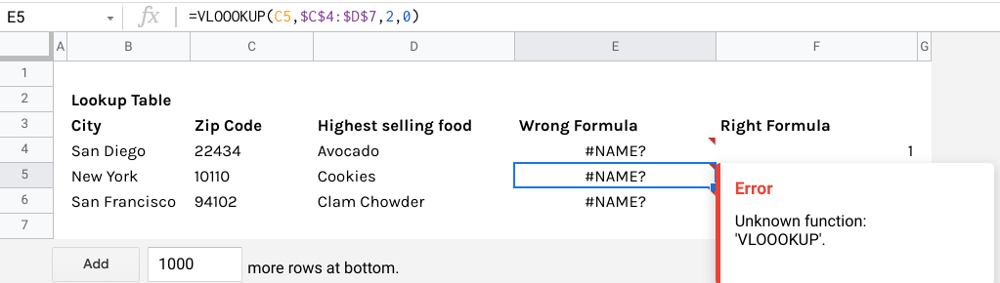 E5 fx =VLOOOKUP(C5,$C$4:$D$7,2,0)
A B C D E F G
1
2 Lookup Table
3 City Zip Code Highest selling food Wrong Formula Right Formula
4 San Diego 22434 Avocado #NAME? 1
5 New York 10110 Cookies #NAME?
6 San Francisco 94102 Clam Chowder #NAME?
7
Error
Unknown function:
'VLOOOKUP'.
Add 1000 more rows at bottom.